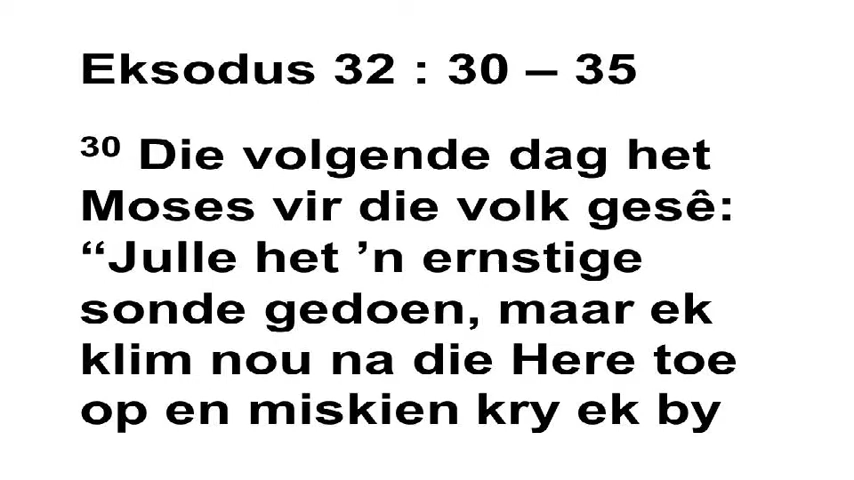 Eksodus 32 : 30 – 35
³⁰ Die volgende dag het
Moses vir die volk gesê:
“Julle het ’n ernstige
sonde gedoen, maar ek
klim nou na die Here toe
op en miskien kry ek by